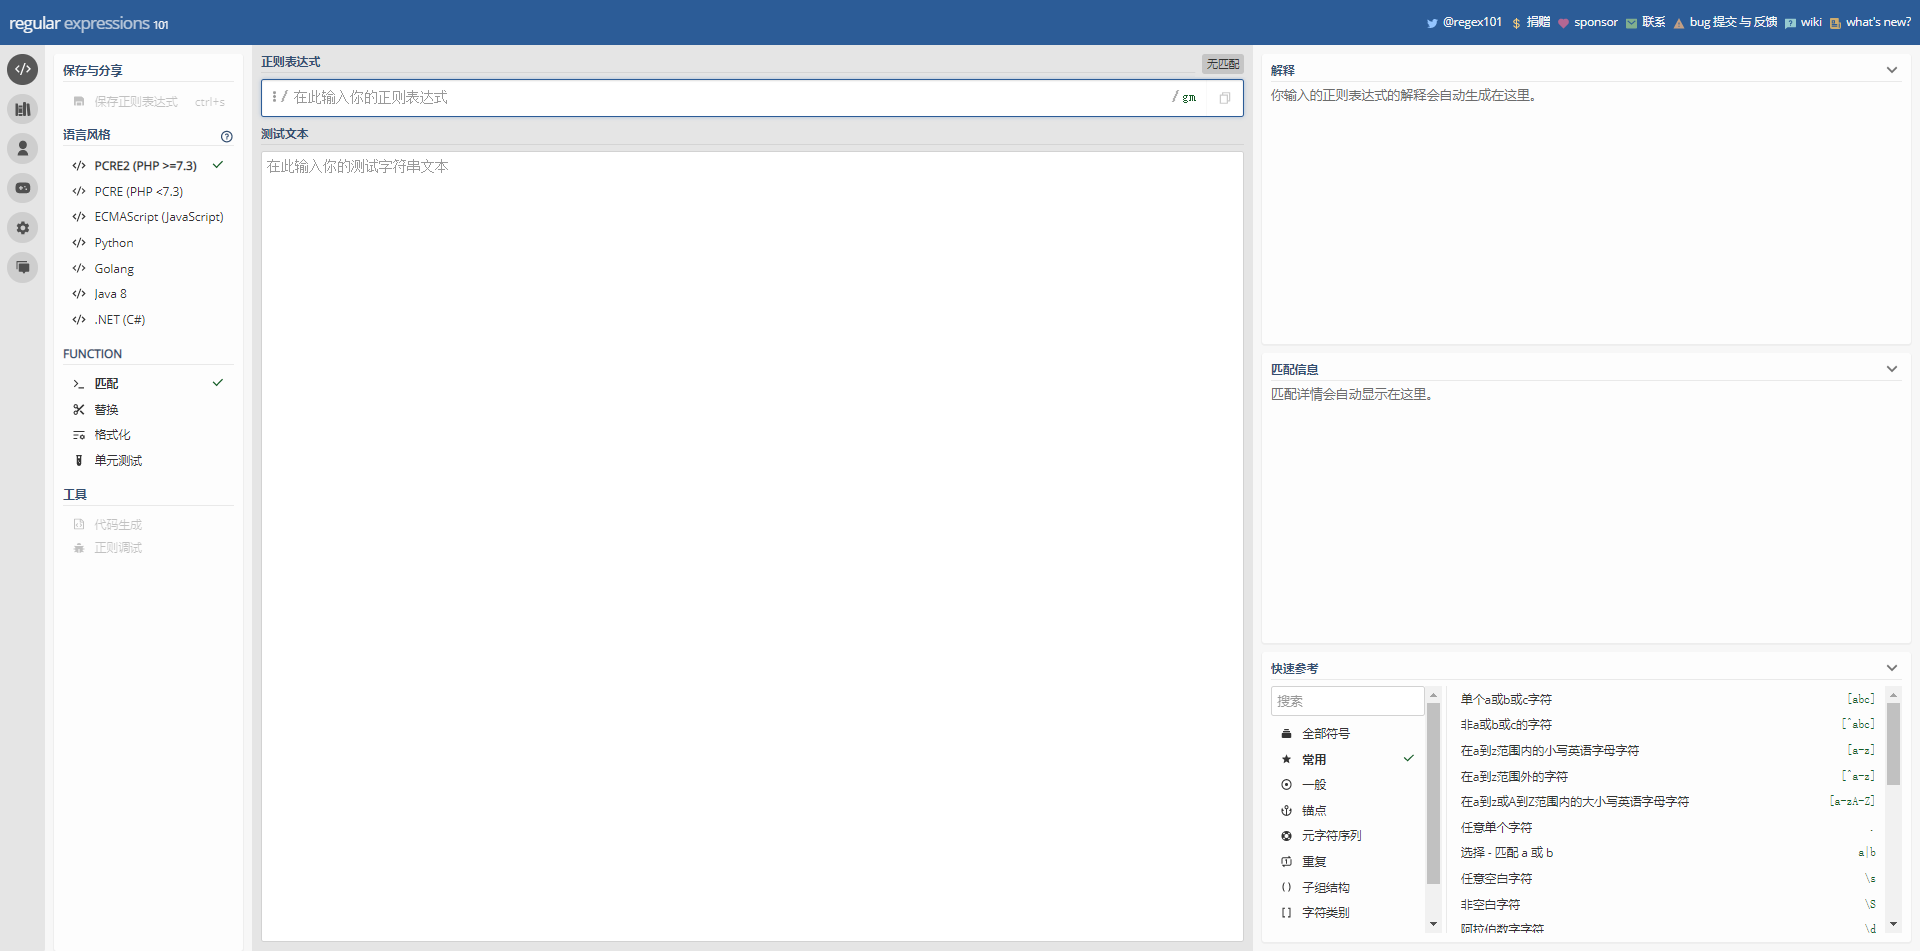 regular expressions 101
@regex101
捐赠
sponsor
联系
bug 提交 与 反馈
wiki
what's new?
保存与分享
保存正则表达式 ctrl+s
语言风格
PCRE2 (PHP >=7.3)
PCRE (PHP <7.3)
ECMAScript (JavaScript)
Python
Golang
Java 8
.NET (C#)
FUNCTION
匹配
替换
格式化
单元测试
工具
代码生成
正则调试
正则表达式
无匹配
/ 在此输入你的正则表达式 / gm
测试文本
在此输入你的测试字符串文本
解释
你输入的正则表达式的解释会自动生成在这里。
匹配信息
匹配详情会自动显示在这里。
快速参考
搜索
全部符号
常用
一般
锚点
元字符序列
重复
子组结构
字符类别
单个a或b或c字符 [abc]
非a或b或c的字符 [^abc]
在a到z范围内的小写英语字母字符 [a-z]
在a到z范围外的字符 [^a-z]
在a到z或A到Z范围内的大小写英语字母字符 [a-zA-Z]
任意单个字符 .
选择 - 匹配 a 或 b a|b
任意空白字符 \s
非空白字符 \S
阿拉伯数字字符 \d